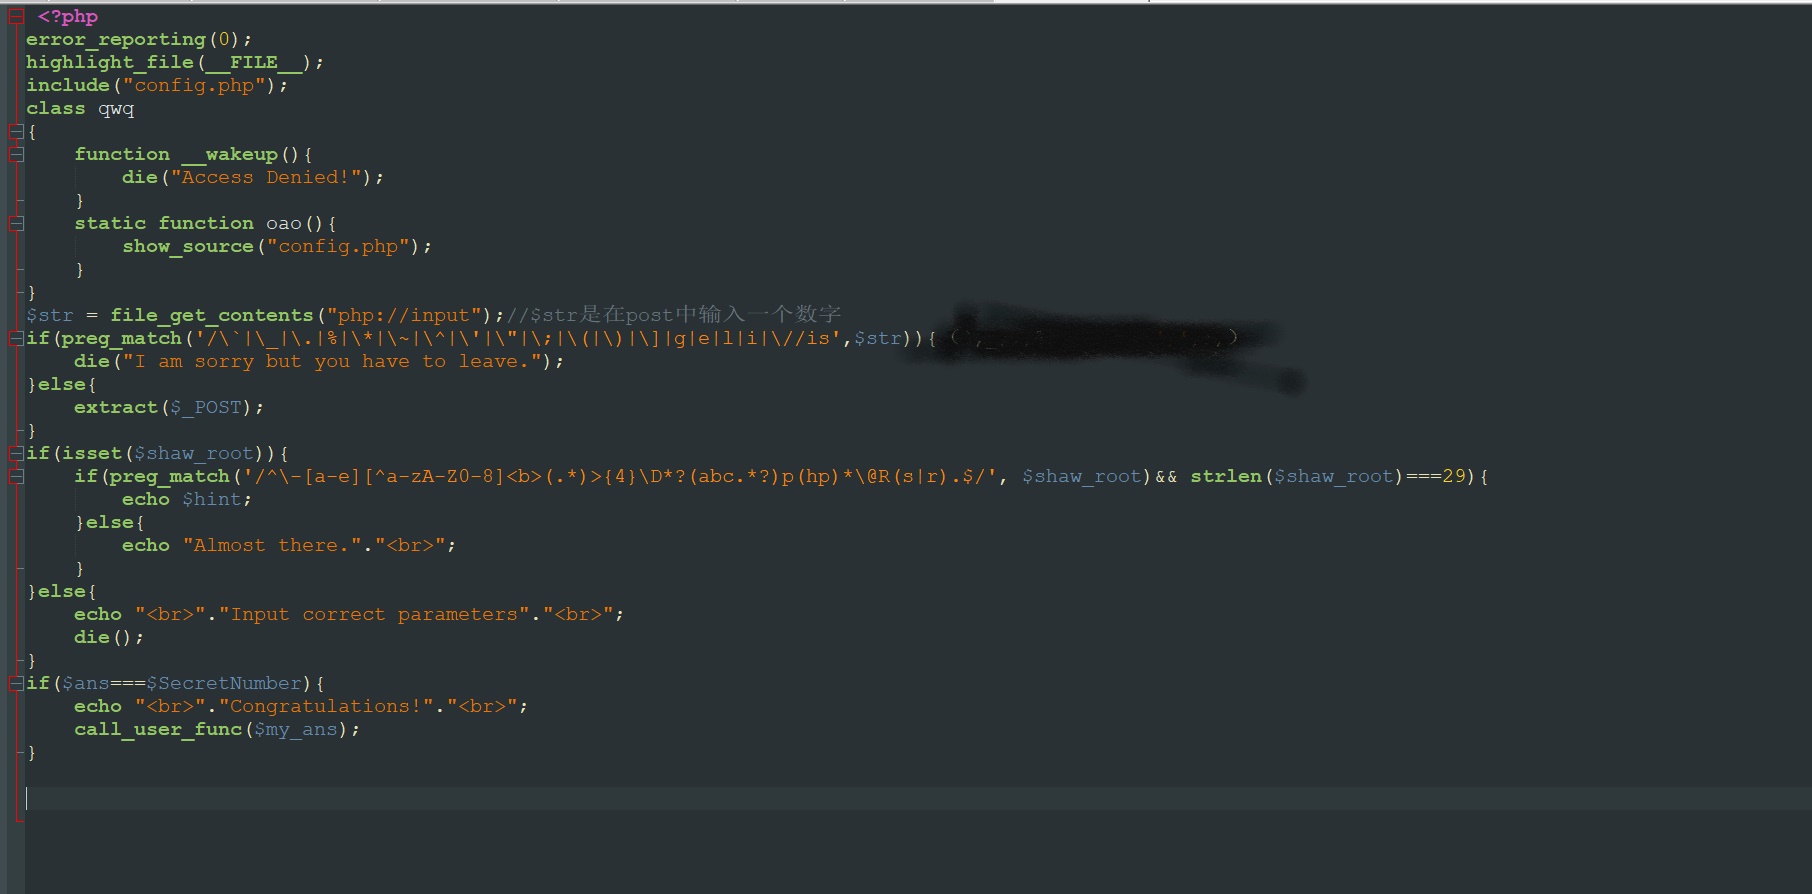 <?php
error_reporting(0);
highlight_file(__FILE__);
include("config.php");
class qwq
{
    function __wakeup(){
        die("Access Denied!");
    }
    static function oao(){
        show_source("config.php");
    }
}
$str = file_get_contents("php://input");//$str是在post中输入一个数字
if(preg_match('/\`|\_|\.|%|\*|\~|\^|\'|\"|\;|\(|\)|\]|g|e|l|i|\//is',$str)){
    die("I am sorry but you have to leave.");
}else{
    extract($_POST);
}
if(isset($shaw_root)){
    if(preg_match('/^\-[a-e][^a-zA-Z0-8]<b>(.*)>{4}\D*?(abc.*?)p(hp)*\@R(s|r).$/', $shaw_root)&& strlen($shaw_root)===29){
        echo $hint;
    }else{
        echo "Almost there."."<br>";
    }
}else{
    echo "<br>"."Input correct parameters"."<br>";
    die();
}
if($ans===$SecretNumber){
    echo "<br>"."Congratulations!"."<br>";
    call_user_func($my_ans);
}